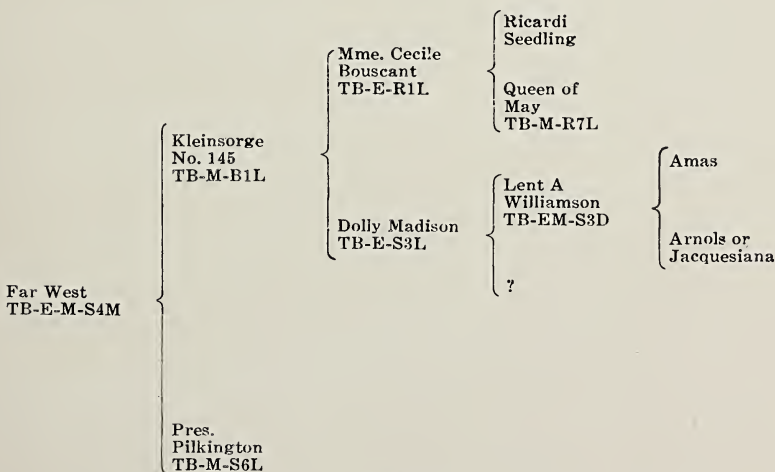 Ricardi
Seedling
Mme. Cecile
Bouscant
TB-E-R1L
Queen of
May
TB-M-R7L
Kleinsorge
No. 145
TB-M-B1L
Amas
Lent A
Williamson
TB-EM-S3D
Dolly Madison
TB-E-S3L
Arnols or
Jacquesiana
?
Far West
TB-E-M-S4M
Pres.
Pilkington
TB-M-S6L